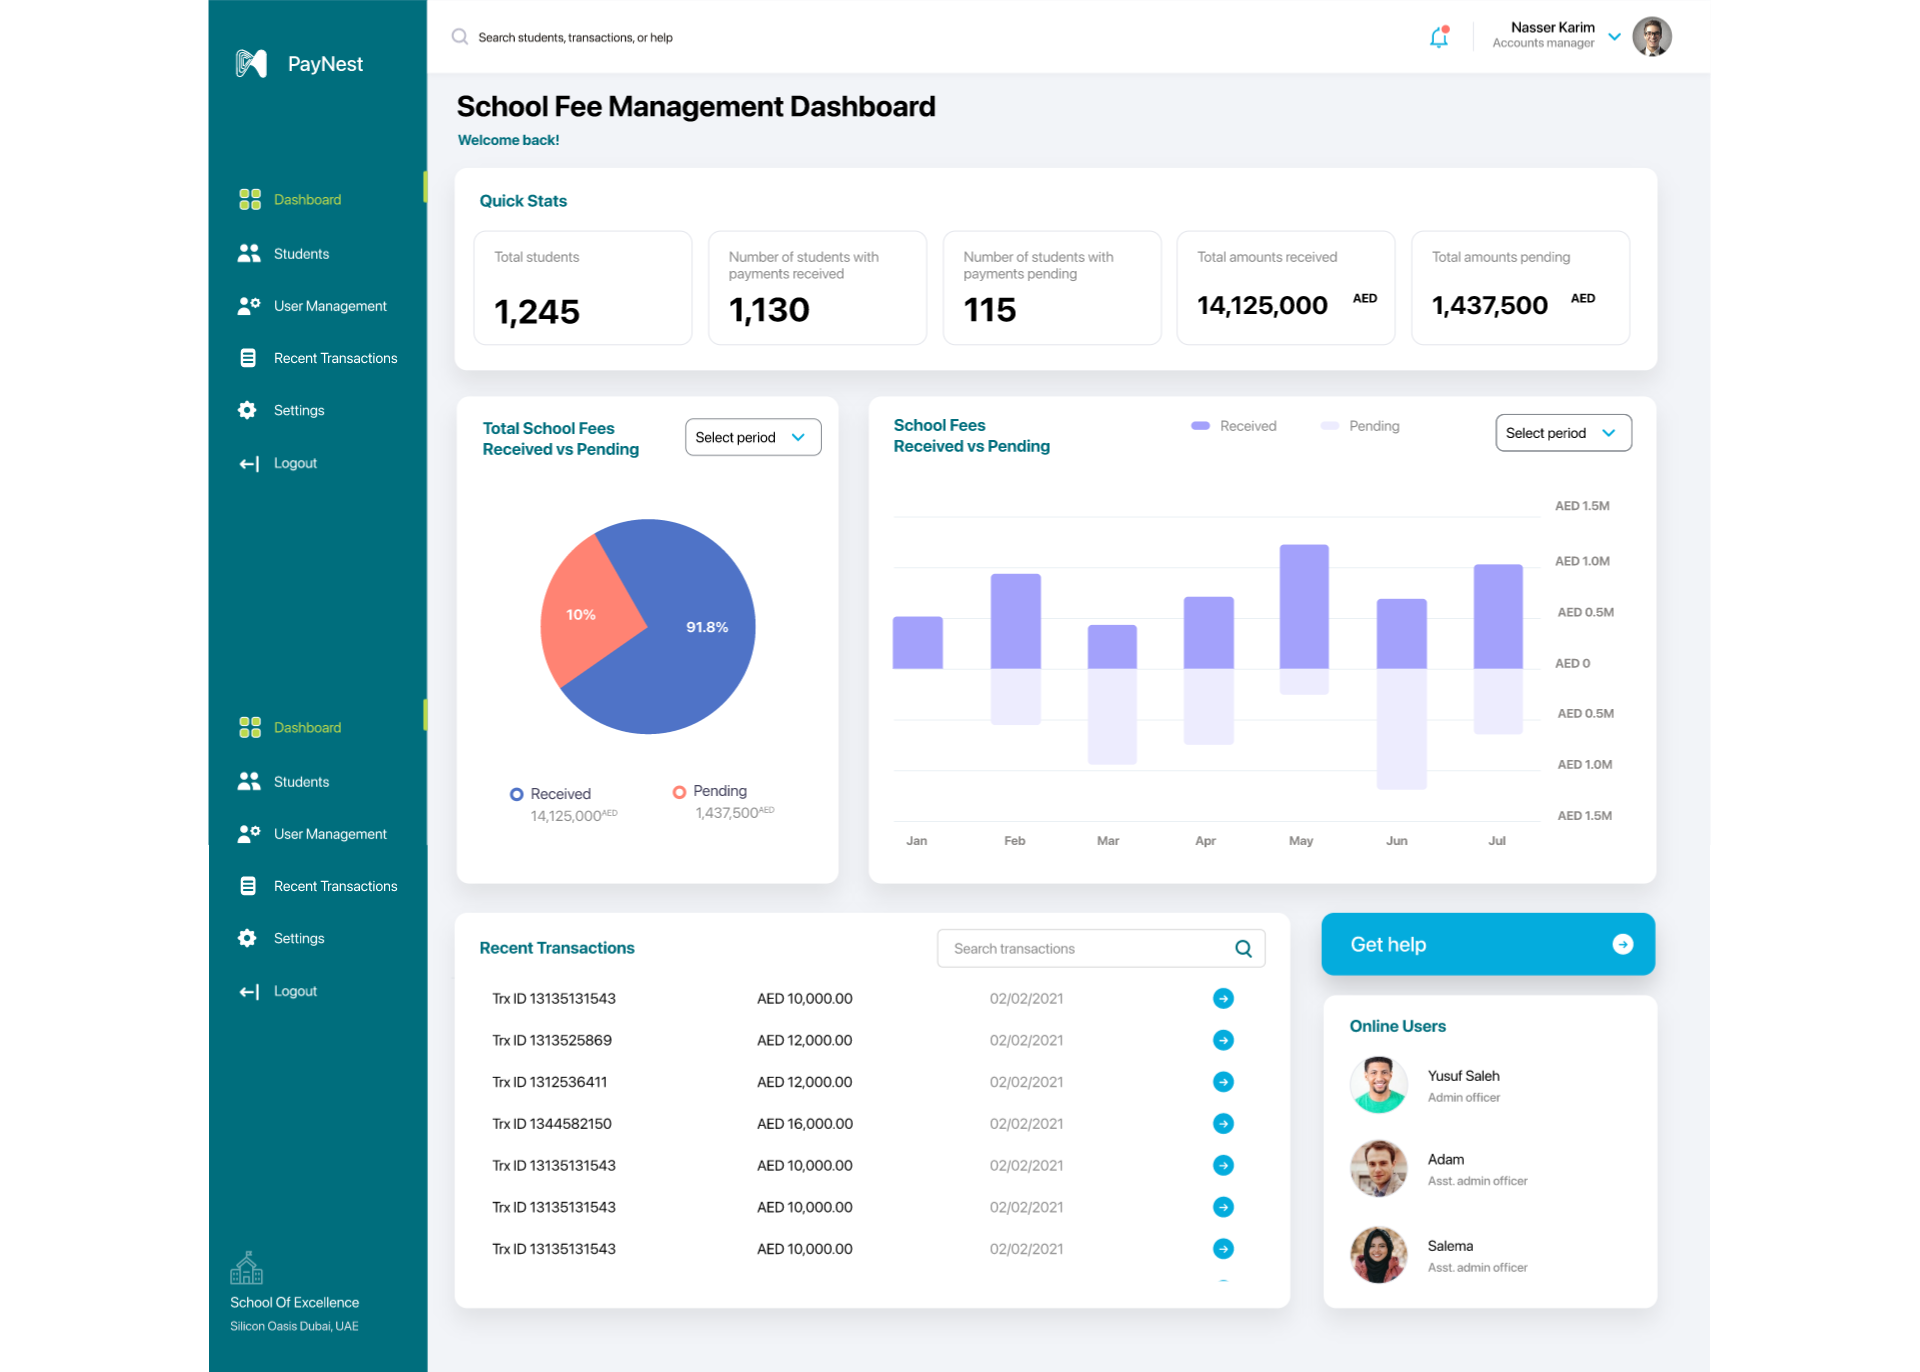 PayNest
Search students, transactions, or help
Nasser Karim
Accounts manager
School Fee Management Dashboard
Welcome back!
Dashboard
Students
User Management
Recent Transactions
Settings
Logout
Quick Stats
Total students
1,245
Number of students with
payments received
1,130
Number of students with
payments pending
115
Total amounts received
14,125,000 AED
Total amounts pending
1,437,500 AED
Total School Fees
Received vs Pending
Select period
10%
91.8%
Received
14,125,000AED
Pending
1,437,500AED
School Fees
Received vs Pending
Received
Pending
Select period
AED 1.5M
AED 1.0M
AED 0.5M
AED 0
AED 0.5M
AED 1.0M
AED 1.5M
Jan Feb Mar Apr May Jun Jul
Dashboard
Students
User Management
Recent Transactions
Settings
Logout
Recent Transactions
Search transactions
Trx ID 13135131543 AED 10,000.00 02/02/2021
Trx ID 1313525869 AED 12,000.00 02/02/2021
Trx ID 1312536411 AED 12,000.00 02/02/2021
Trx ID 1344582150 AED 16,000.00 02/02/2021
Trx ID 13135131543 AED 10,000.00 02/02/2021
Trx ID 13135131543 AED 10,000.00 02/02/2021
Trx ID 13135131543 AED 10,000.00 02/02/2021
Get help
Online Users
Yusuf Saleh
Admin officer
Adam
Asst. admin officer
Salema
Asst. admin officer
School Of Excellence
Silicon Oasis Dubai, UAE